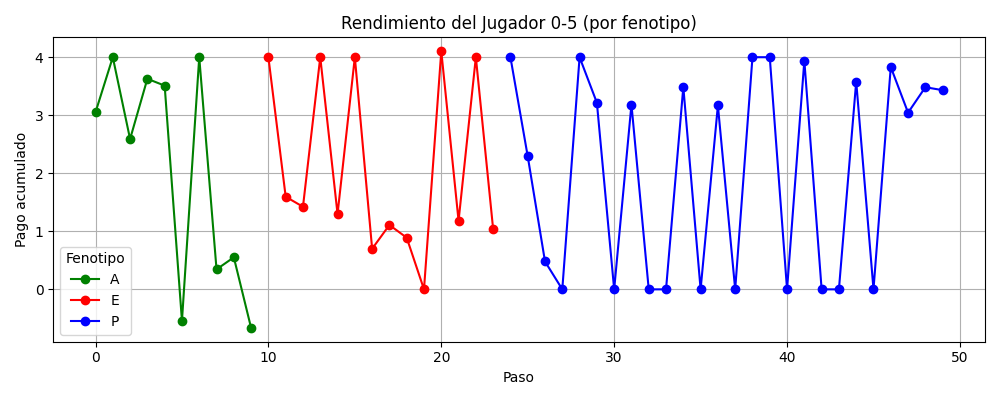 Rendimiento del Jugador 0-5 (por fenotipo)
Pago acumulado
4
3
2
1
0
Fenotipo
A
E
P
0 10 20 30 40 50
Paso